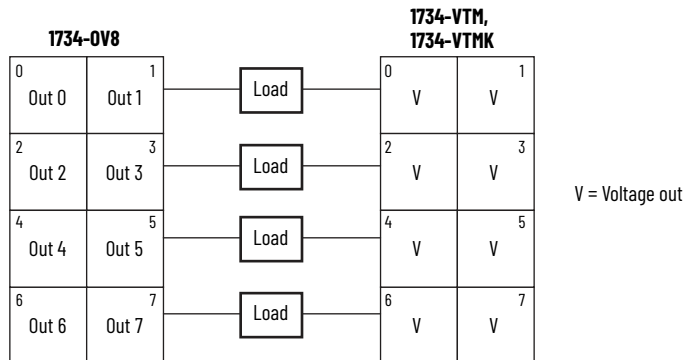 1734-OV8
1734-VTM,
1734-VTMK
0 1
Out 0 Out 1
Load
0 1
V V
2 3
Out 2 Out 3
Load
2 3
V V
V = Voltage out
4 5
Out 4 Out 5
Load
4 5
V V
6 7
Out 6 Out 7
Load
6 7
V V